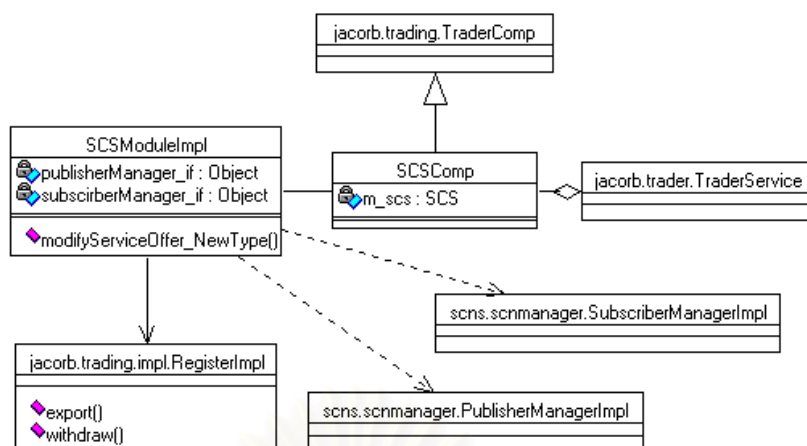 jacorb.trading.TraderComp
SCSModuleImpl
publisherManager_if : Object
subscirberManager_if : Object
modifyServiceOffer_NewType()
SCSComp
m_scs : SCS
jacorb.trader.TraderService
scns.scnmanager.SubscriberManagerImpl
jacorb.trading.impl.RegisterImpl
export()
withdraw()
scns.scnmanager.PublisherManagerImpl